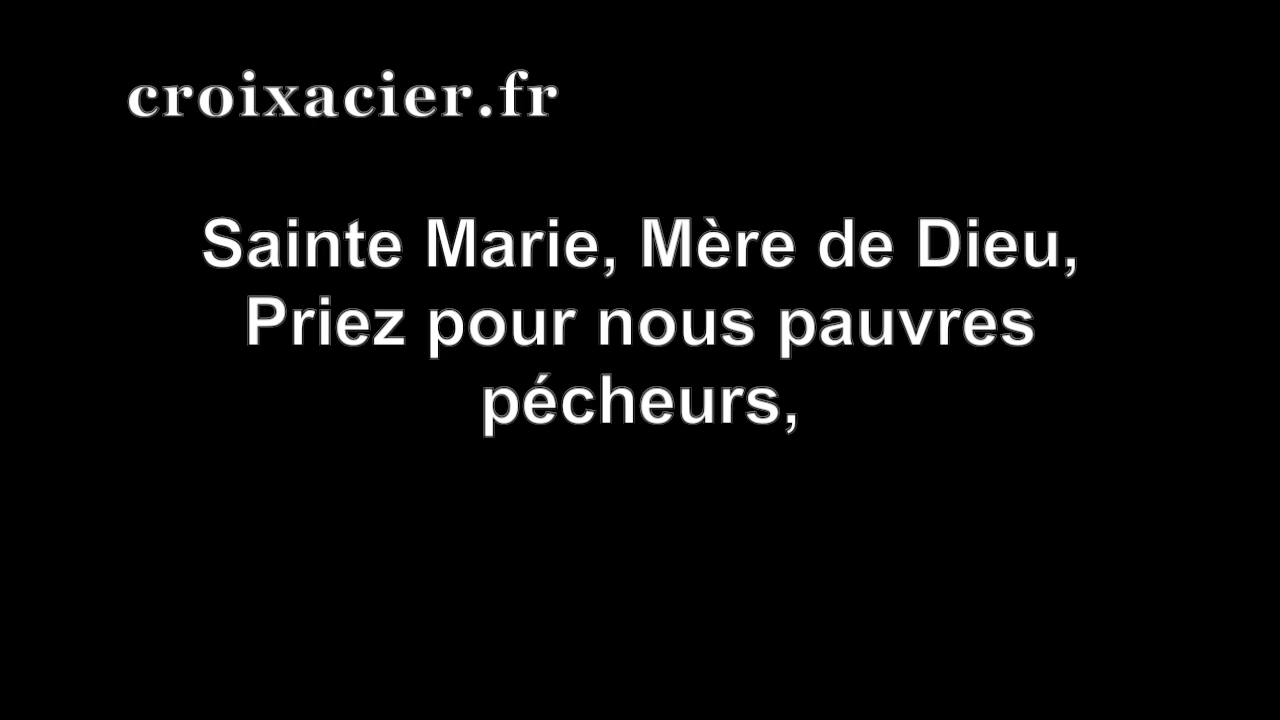 croixacier.fr
Sainte Marie, Mère de Dieu,
Priez pour nous pauvres
pécheurs,